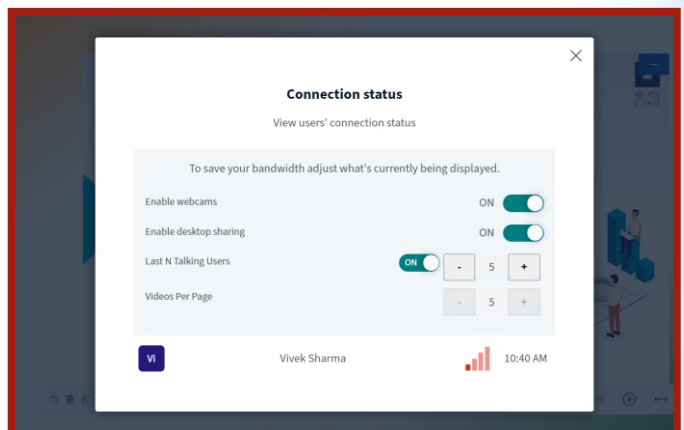 Connection status
View users' connection status
To save your bandwidth adjust what's currently being displayed.
Enable webcams ON
Enable desktop sharing ON
Last N Talking Users ON - 5 +
Videos Per Page - 5 +
Vi Vivek Sharma 10:40 AM